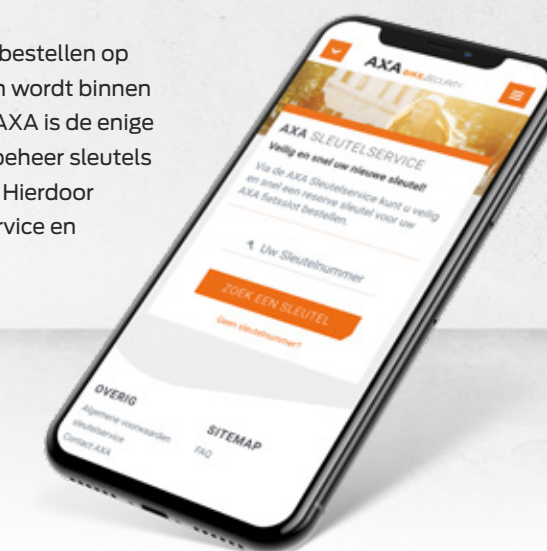 bestellen op
n wordt binnen
AXA is de enige
beheer sleutels
Hierdoor
rvice en
AXA BIKESECURITY
AXA SLEUTELSERVICE
Veilig en snel uw nieuwe sleutel!
Via de AXA Sleutelservice kunt u veilig
en snel een reserve sleutel voor uw
AXA fietsslot bestellen.
Uw Sleutelnummer
ZOEK EEN SLEUTEL
Geen sleutelnummer?
OVERIG
Algemene voorwaarden
sleutelservice
Contact AXA
SITEMAP
FAQ